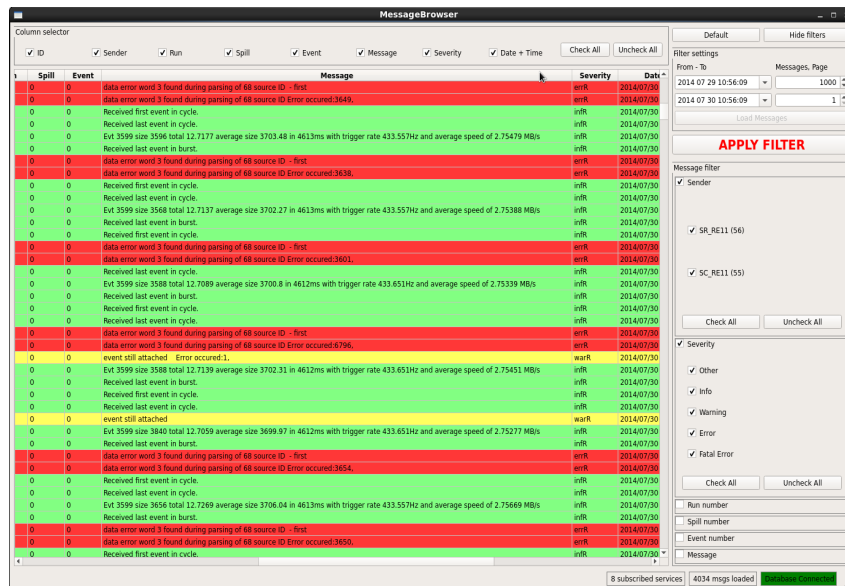 MessageBrowser
Column selector
ID Sender Run Spill Event Message Severity Date + Time Check All Uncheck All
Spill Event Message Severity Date
0 0 data error word 3 found during parsing of 68 source ID - first errR 2014/07/30
0 0 data error word 3 found during parsing of 68 source ID Error occured:3649, errR 2014/07/30
0 0 Received first event in cycle. infR 2014/07/30
0 0 Received last event in cycle. infR 2014/07/30
0 0 Evt 3599 size 3596 total 12.7177 average size 3703.48 in 4613ms with trigger rate 433.557Hz and average speed of 2.75479 MB/s infR 2014/07/30
0 0 Received last event in burst. infR 2014/07/30
0 0 data error word 3 found during parsing of 68 source ID - first errR 2014/07/30
0 0 data error word 3 found during parsing of 68 source ID Error occured:3638, errR 2014/07/30
0 0 Received first event in cycle. infR 2014/07/30
0 0 Received last event in cycle. infR 2014/07/30
0 0 Evt 3599 size 3568 total 12.7137 average size 3702.27 in 4613ms with trigger rate 433.557Hz and average speed of 2.75388 MB/s infR 2014/07/30
0 0 Received last event in burst. infR 2014/07/30
0 0 Received first event in cycle. infR 2014/07/30
0 0 data error word 3 found during parsing of 68 source ID - first errR 2014/07/30
0 0 data error word 3 found during parsing of 68 source ID Error occured:3601, errR 2014/07/30
0 0 Received last event in cycle. infR 2014/07/30
0 0 Evt 3599 size 3588 total 12.7089 average size 3700.8 in 4612ms with trigger rate 433.651Hz and average speed of 2.75339 MB/s infR 2014/07/30
0 0 Received last event in burst. infR 2014/07/30
0 0 Received first event in cycle. infR 2014/07/30
0 0 Received last event in cycle. infR 2014/07/30
0 0 data error word 3 found during parsing of 68 source ID - first errR 2014/07/30
0 0 data error word 3 found during parsing of 68 source ID Error occured:6796, errR 2014/07/30
0 0 event still attached Error occured:1, warR 2014/07/30
0 0 Evt 3599 size 3588 total 12.7139 average size 3702.31 in 4612ms with trigger rate 433.651Hz and average speed of 2.75451 MB/s infR 2014/07/30
0 0 Received last event in burst. infR 2014/07/30
0 0 Received first event in cycle. infR 2014/07/30
0 0 Received last event in cycle. infR 2014/07/30
0 0 event still attached warR 2014/07/30
0 0 Evt 3599 size 3840 total 12.7059 average size 3699.97 in 4612ms with trigger rate 433.651Hz and average speed of 2.75277 MB/s infR 2014/07/30
0 0 Received last event in burst. infR 2014/07/30
0 0 data error word 3 found during parsing of 68 source ID - first errR 2014/07/30
0 0 data error word 3 found during parsing of 68 source ID Error occured:3654, errR 2014/07/30
0 0 Received first event in cycle. infR 2014/07/30
0 0 Received last event in cycle. infR 2014/07/30
0 0 Evt 3599 size 3656 total 12.7269 average size 3706.04 in 4613ms with trigger rate 433.557Hz and average speed of 2.75669 MB/s infR 2014/07/30
0 0 Received last event in burst. infR 2014/07/30
0 0 data error word 3 found during parsing of 68 source ID - first errR 2014/07/30
0 0 data error word 3 found during parsing of 68 source ID Error occured:3650, errR 2014/07/30
0 0 Received first event in cycle. infR 2014/07/30
Default Hide filters
Filter settings
From - To Messages, Page
2014 07 29 10:56:09 1000
2014 07 30 10:56:09 1
Load Messages
APPLY FILTER
Message filter
Sender
SR_RE11 (56)
SC_RE11 (55)
Check All Uncheck All
Severity
Other
Info
Warning
Error
Fatal Error
Check All Uncheck All
Run number
Spill number
Event number
Message
8 subscribed services 4034 msgs loaded Database Connected